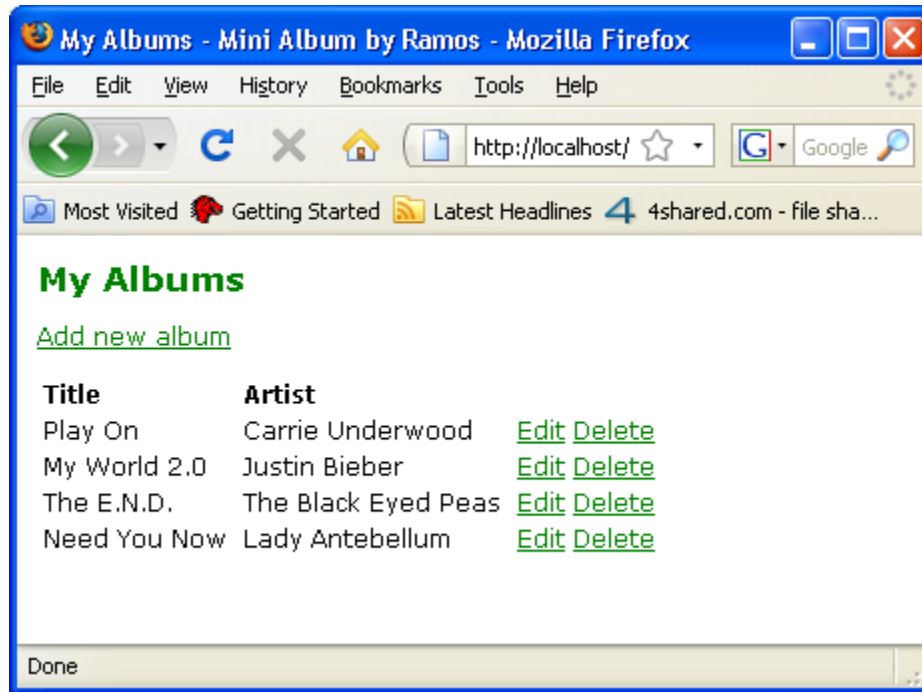 My Albums - Mini Album by Ramos - Mozilla Firefox
File Edit View History Bookmarks Tools Help
http://localhost/ G Google
Most Visited Getting Started Latest Headlines 4 4shared.com - file sha...
My Albums
Add new album
Title Artist
Play On Carrie Underwood Edit Delete
My World 2.0 Justin Bieber Edit Delete
The E.N.D. The Black Eyed Peas Edit Delete
Need You Now Lady Antebellum Edit Delete
Done